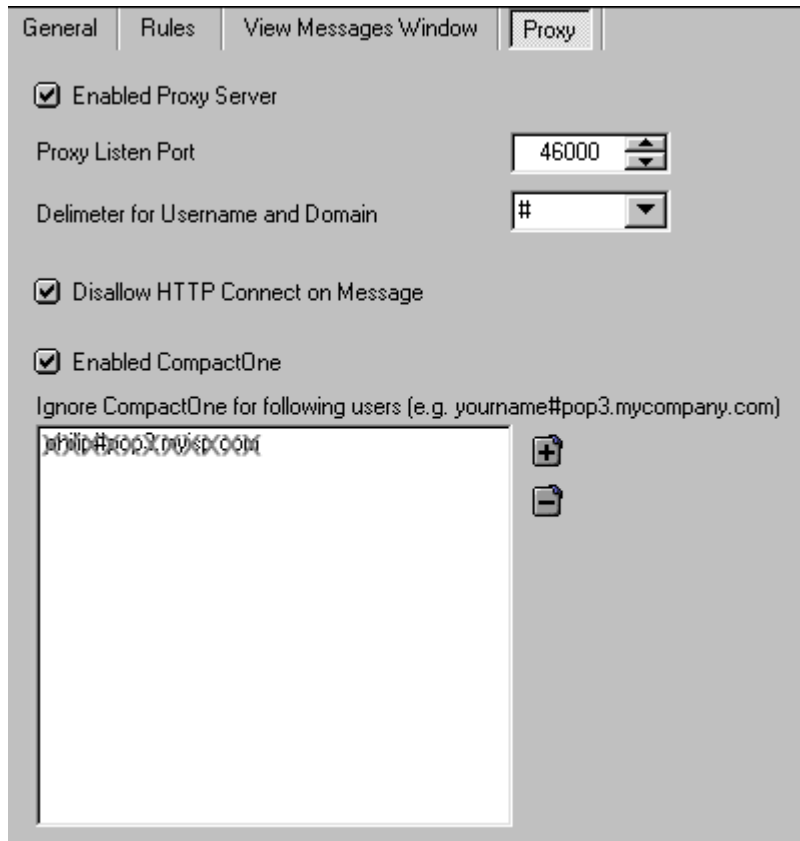 General Rules View Messages Window Proxy
Enabled Proxy Server
Proxy Listen Port 46000
Delimeter for Username and Domain #
Disallow HTTP Connect on Message
Enabled CompactOne
Ignore CompactOne for following users (e.g. yourname#pop3.mycompany.com)